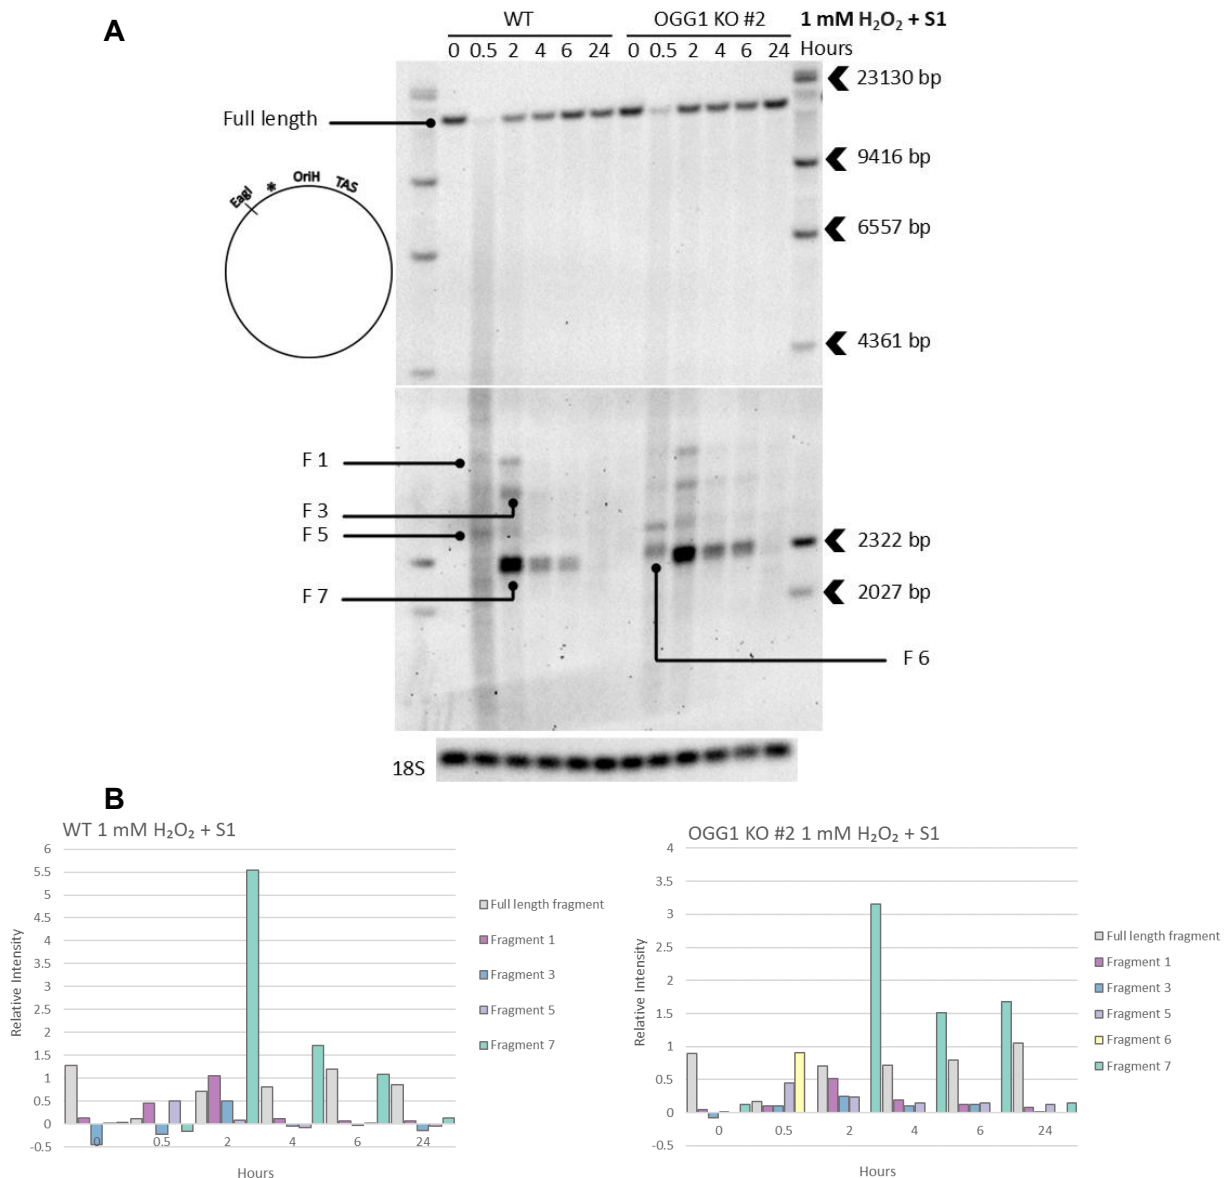 A
WT OGG1 KO #2 1 mM H₂O₂ + S1
0 0.5 2 4 6 24 0 0.5 2 4 6 24 Hours
23130 bp
Full length
9416 bp
EagI * OriH TAS
6557 bp
4361 bp
F 1
F 3
F 5
2322 bp
F 7
2027 bp
F 6
18S
B
WT 1 mM H₂O₂ + S1
6
5.5
5
4.5
4
3.5
3
2.5
2
1.5
1
0.5
0
-0.5
Relative Intensity
0 0.5 2 4 6 24
Hours
Full length fragment
Fragment 1
Fragment 3
Fragment 5
Fragment 7
OGG1 KO #2 1 mM H₂O₂ + S1
4
3.5
3
2.5
2
1.5
1
0.5
0
-0.5
Relative Intensity
0 0.5 2 4 6 24
Hours
Full length fragment
Fragment 1
Fragment 3
Fragment 5
Fragment 6
Fragment 7